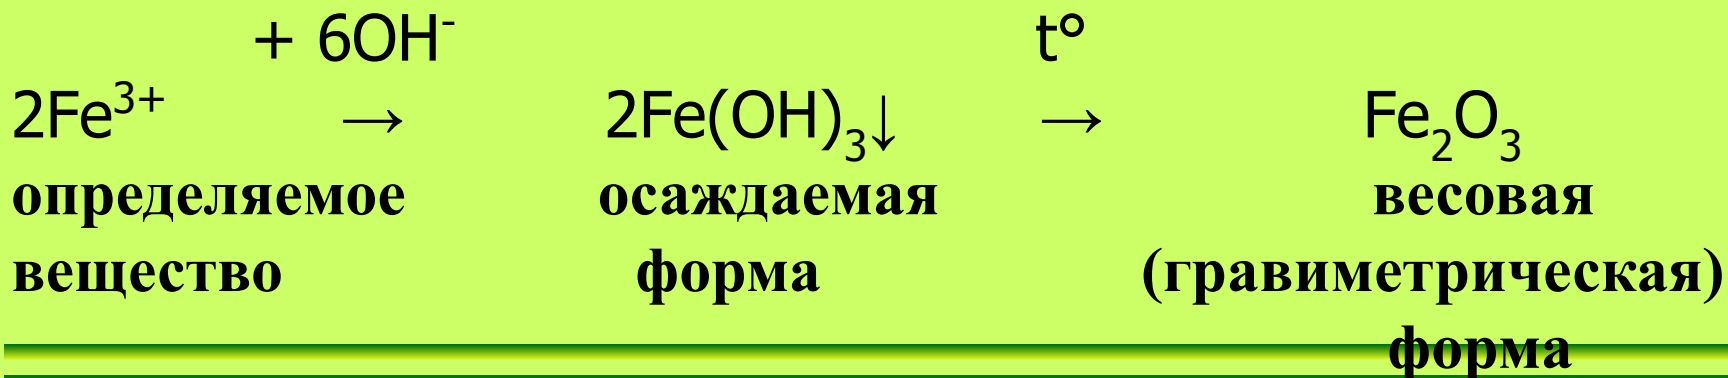 + 6OH⁻ t°
2Fe³⁺ → 2Fe(OH)₃↓ → Fe₂O₃
определяемое осаждаемая весовая
вещество форма (гравиметрическая)
форма